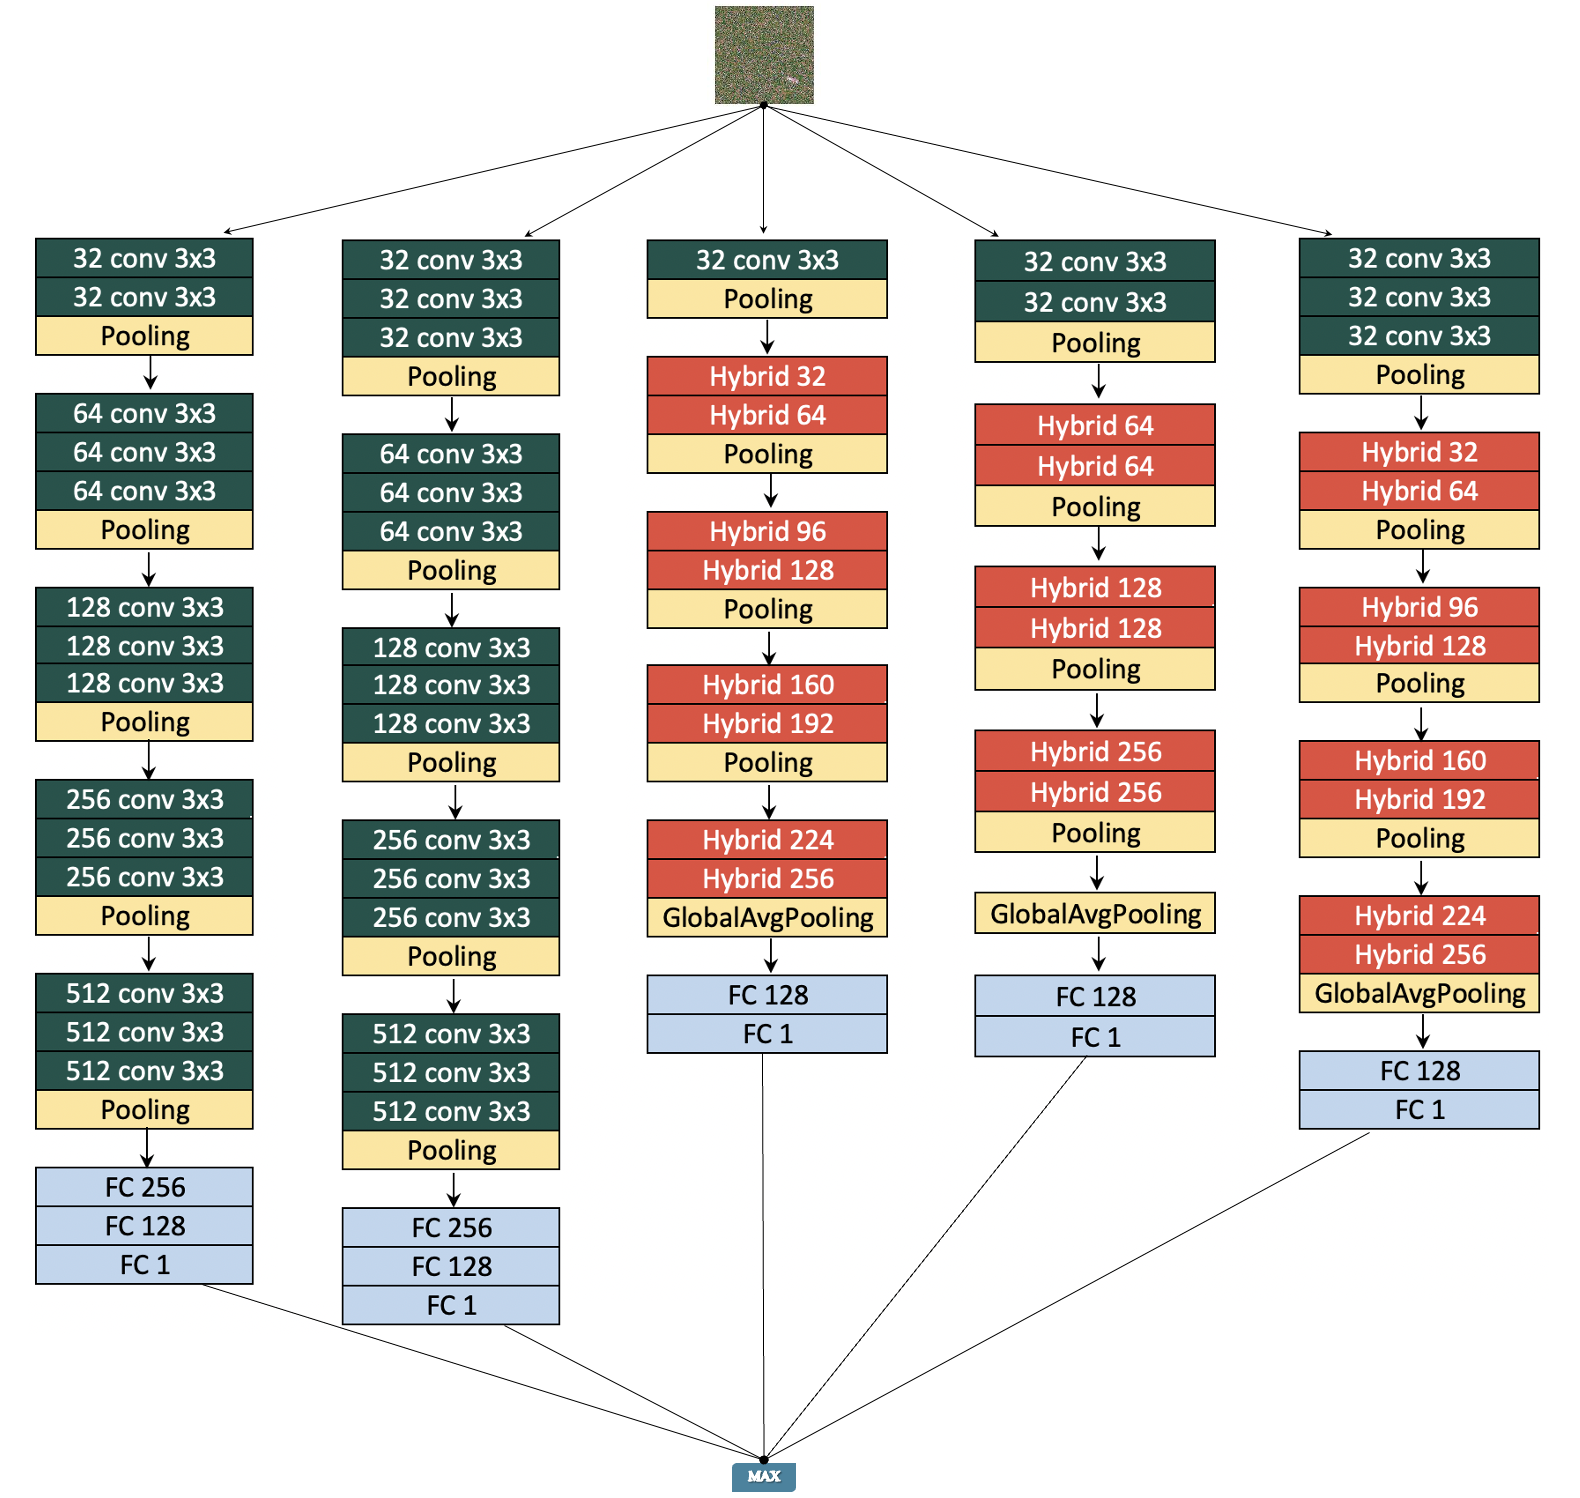 32 conv 3x3
32 conv 3x3
Pooling
64 conv 3x3
64 conv 3x3
64 conv 3x3
Pooling
128 conv 3x3
128 conv 3x3
128 conv 3x3
Pooling
256 conv 3x3
256 conv 3x3
256 conv 3x3
Pooling
512 conv 3x3
512 conv 3x3
512 conv 3x3
Pooling
FC 256
FC 128
FC 1
32 conv 3x3
32 conv 3x3
32 conv 3x3
Pooling
64 conv 3x3
64 conv 3x3
64 conv 3x3
Pooling
128 conv 3x3
128 conv 3x3
128 conv 3x3
Pooling
256 conv 3x3
256 conv 3x3
256 conv 3x3
Pooling
512 conv 3x3
512 conv 3x3
512 conv 3x3
Pooling
FC 256
FC 128
FC 1
32 conv 3x3
Pooling
Hybrid 32
Hybrid 64
Pooling
Hybrid 96
Hybrid 128
Pooling
Hybrid 160
Hybrid 192
Pooling
Hybrid 224
Hybrid 256
GlobalAvgPooling
FC 128
FC 1
32 conv 3x3
32 conv 3x3
Pooling
Hybrid 64
Hybrid 64
Pooling
Hybrid 128
Hybrid 128
Pooling
Hybrid 256
Hybrid 256
Pooling
GlobalAvgPooling
FC 128
FC 1
32 conv 3x3
32 conv 3x3
32 conv 3x3
Pooling
Hybrid 32
Hybrid 64
Pooling
Hybrid 96
Hybrid 128
Pooling
Hybrid 160
Hybrid 192
Pooling
Hybrid 224
Hybrid 256
GlobalAvgPooling
FC 128
FC 1
MAX